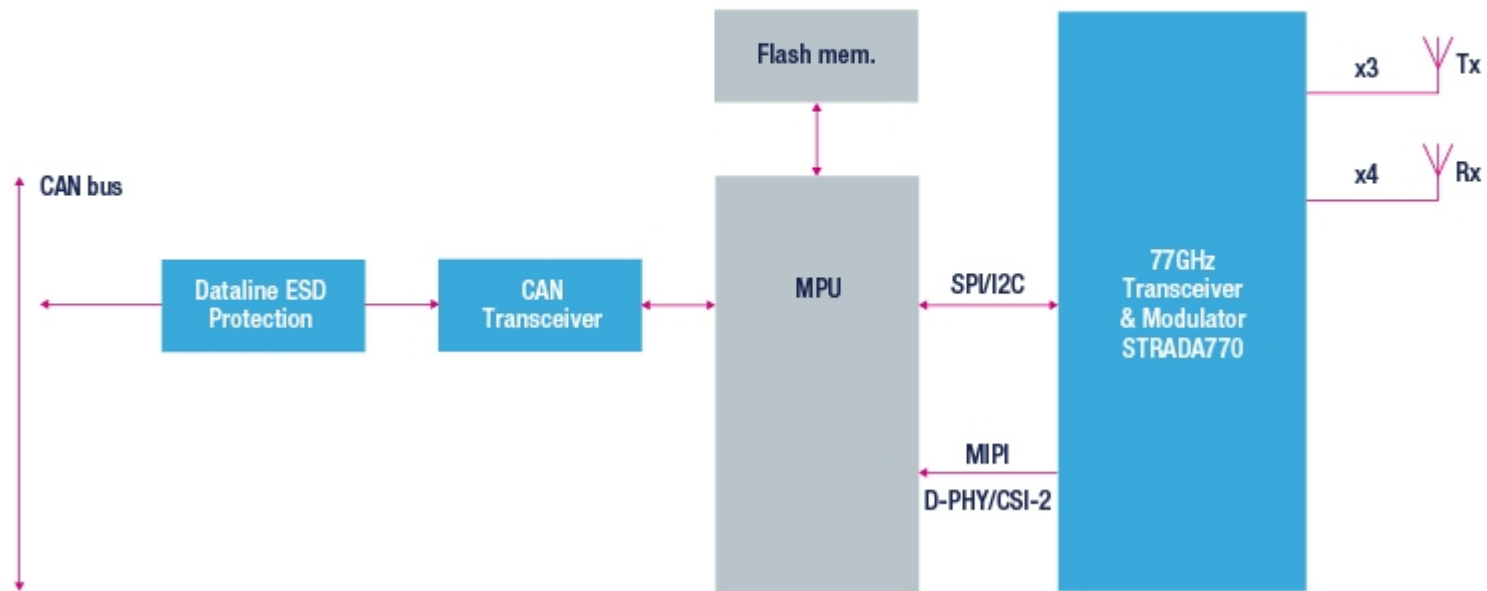 Flash mem.
x3
Tx
CAN bus
x4
Rx
Dataline ESD
Protection
CAN
Transceiver
MPU
SPI/I2C
77GHz
Transceiver
& Modulator
STRADA770
MIPI
D-PHY/CSI-2